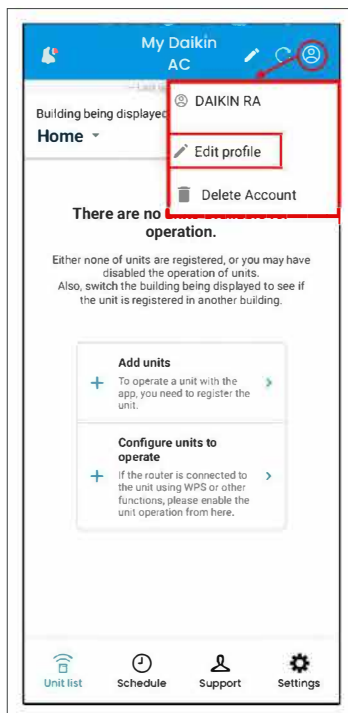 My Daikin
AC
DAIKIN RA
Building being displayed
Home
Edit profile
Delete Account
There are no
operation.
Either none of units are registered, or you may have
disabled the operation of units.
Also, switch the building being displayed to see if
the unit is registered in another building.
Add units
To operate a unit with the
app, you need to register the
unit.
Configure units to
operate
If the router is connected to
the unit using WPS or other
functions, please enable the
unit operation from here.
Unit list
Schedule
Support
Settings